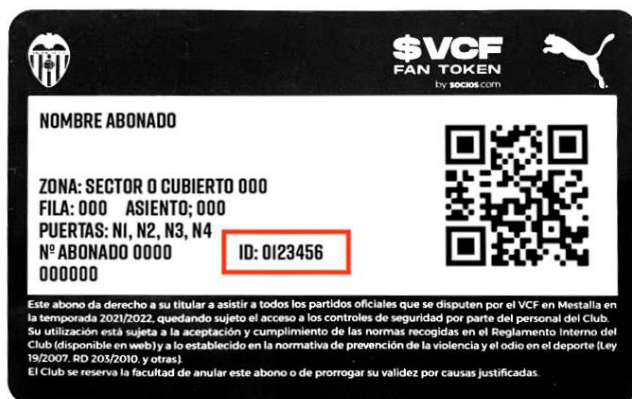 $VCF
FAN TOKEN
by socios.com
NOMBRE ABONADO
ZONA: SECTOR 0 CUBIERTO 000
FILA: 000 ASIENTO; 000
PUERTAS: N1, N2, N3, N4
Nº ABONADO 0000 ID: 0123456
000000
Este abono da derecho a su titular a asistir a todos los partidos oficiales que se disputen por el VCF en Mestalla en
la temporada 2021/2022, quedando sujeto el acceso a los controles de seguridad por parte del personal del Club.
Su utilización está sujeta a la aceptación y cumplimiento de las normas recogidas en el Reglamento Interno del
Club (disponible en web) y a lo establecido en la normativa de prevención de la violencia y el odio en el deporte (Ley
19/2007, RD 203/2010, y otras).
El Club se reserva la facultad de anular este abono o de prorrogar su validez por causas justificadas.